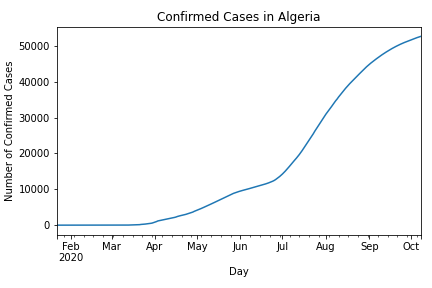 Confirmed Cases in Algeria
Number of Confirmed Cases
50000
40000
30000
20000
10000
0
Feb Mar Apr May Jun Jul Aug Sep Oct
2020
Day